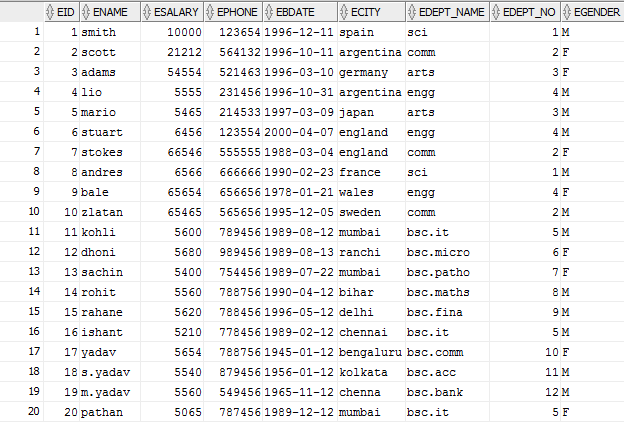 EID ENAME ESALARY EPHONE EBDATE ECITY EDEPT_NAME EDEPT_NO EGENDER
1 1 smith 10000 123654 1996-12-11 spain sci 1 M
2 2 scott 21212 564132 1996-10-11 argentina comm 2 F
3 3 adams 54554 521463 1996-03-10 germany arts 3 F
4 4 lio 5555 231456 1996-10-31 argentina engg 4 M
5 5 mario 5465 214533 1997-03-09 japan arts 3 M
6 6 stuart 6456 123554 2000-04-07 england engg 4 M
7 7 stokes 66546 555555 1988-03-04 england comm 2 F
8 8 andres 6566 666666 1990-02-23 france sci 1 M
9 9 bale 65654 656656 1978-01-21 wales engg 4 F
10 10 zlatan 65465 565656 1995-12-05 sweden comm 2 M
11 11 kohli 5600 789456 1989-08-12 mumbai bsc.it 5 M
12 12 dhoni 5680 989456 1989-08-13 ranchi bsc.micro 6 F
13 13 sachin 5400 754456 1989-07-22 mumbai bsc.patho 7 F
14 14 rohit 5560 788756 1990-04-12 bihar bsc.maths 8 M
15 15 rahane 5620 788456 1996-05-12 delhi bsc.fina 9 M
16 16 ishant 5210 778456 1989-02-12 chennai bsc.it 5 M
17 17 yadav 5654 788756 1945-01-12 bengaluru bsc.comm 10 F
18 18 s.yadav 5540 879456 1956-01-12 kolkata bsc.acc 11 M
19 19 m.yadav 5560 549456 1965-11-12 chenna bsc.bank 12 M
20 20 pathan 5065 787456 1989-12-12 mumbai bsc.it 5 F